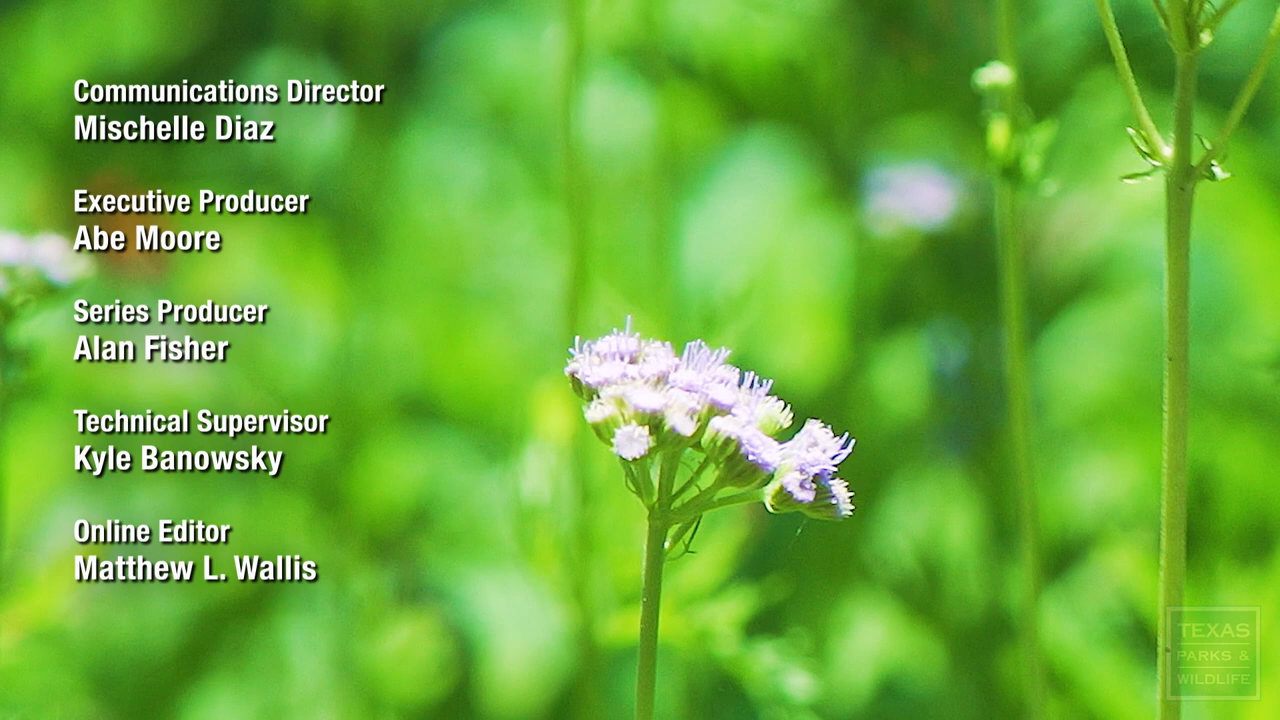 Communications Director
Mischelle Diaz
Executive Producer
Abe Moore
Series Producer
Alan Fisher
Technical Supervisor
Kyle Banowsky
Online Editor
Matthew L. Wallis
TEXAS
PARKS &
WILDLIFE